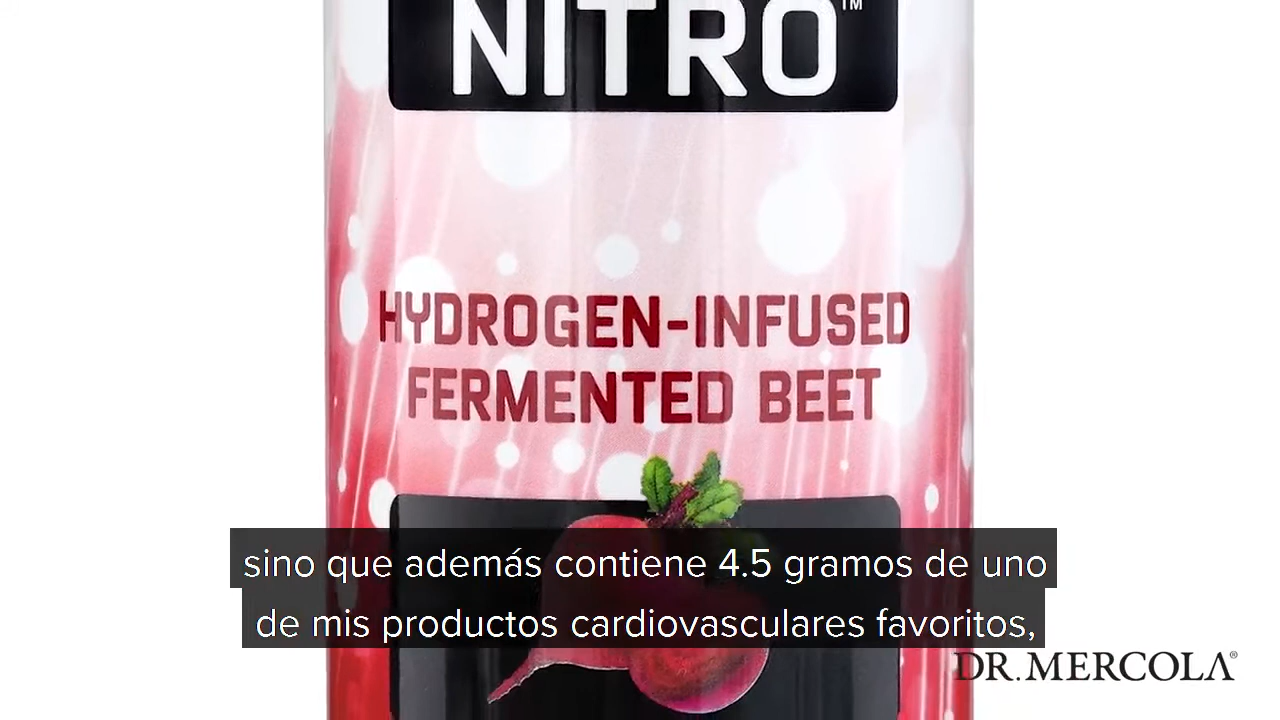 NITRO™
HYDROGEN-INFUSED
FERMENTED BEET
sino que además contiene 4.5 gramos de uno
de mis productos cardiovasculares favoritos,
DR. MERCOLA®